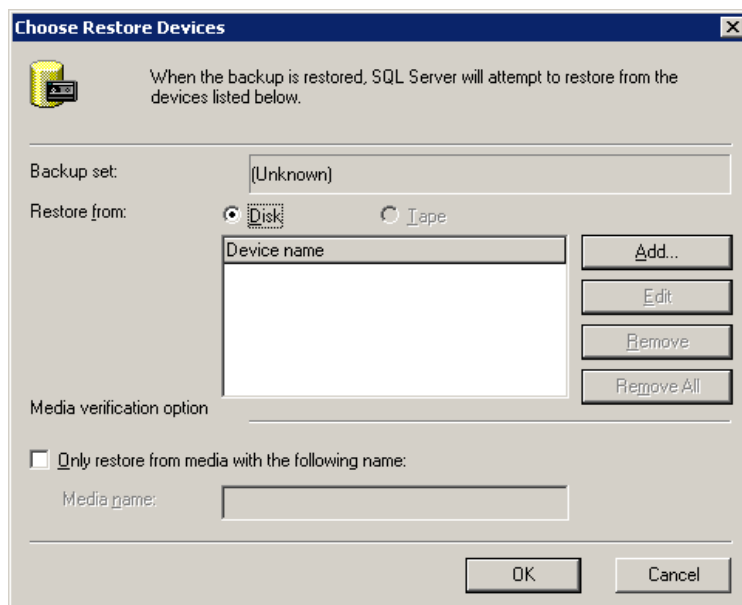 Choose Restore Devices
When the backup is restored, SQL Server will attempt to restore from the
devices listed below.
Backup set:
(Unknown)
Restore from:
Disk
Tape
Device name
Add...
Edit
Remove
Remove All
Media verification option
Only restore from media with the following name:
Media name:
OK
Cancel